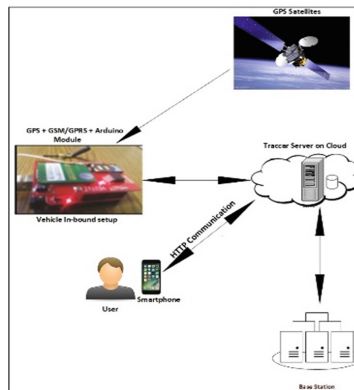 GPS Satellites
GPS + GSM/GPRS + Arduino
Module
Vehicle In-bound setup
Traccar Server on Cloud
HTTP Communication
Smartphone
User
Base Station